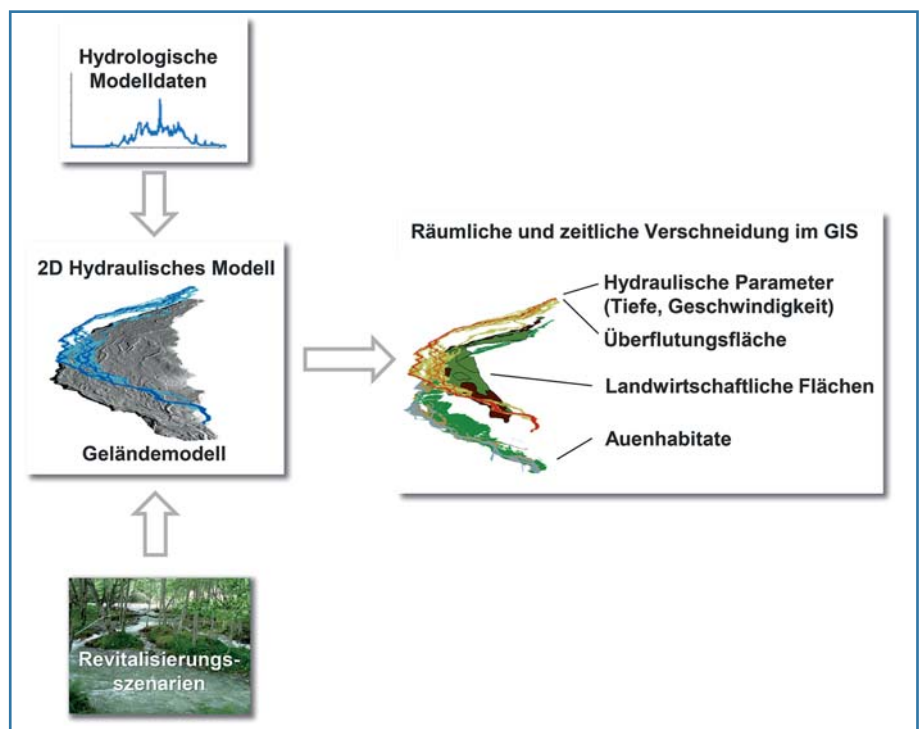 Hydrologische
Modelldaten
2D Hydraulisches Modell
Geländemodell
Revitalisierungs-
szenarien
Räumliche und zeitliche Verschneidung im GIS
Hydraulische Parameter
(Tiefe, Geschwindigkeit)
Überflutungsfläche
Landwirtschaftliche Flächen
Auenhabitate